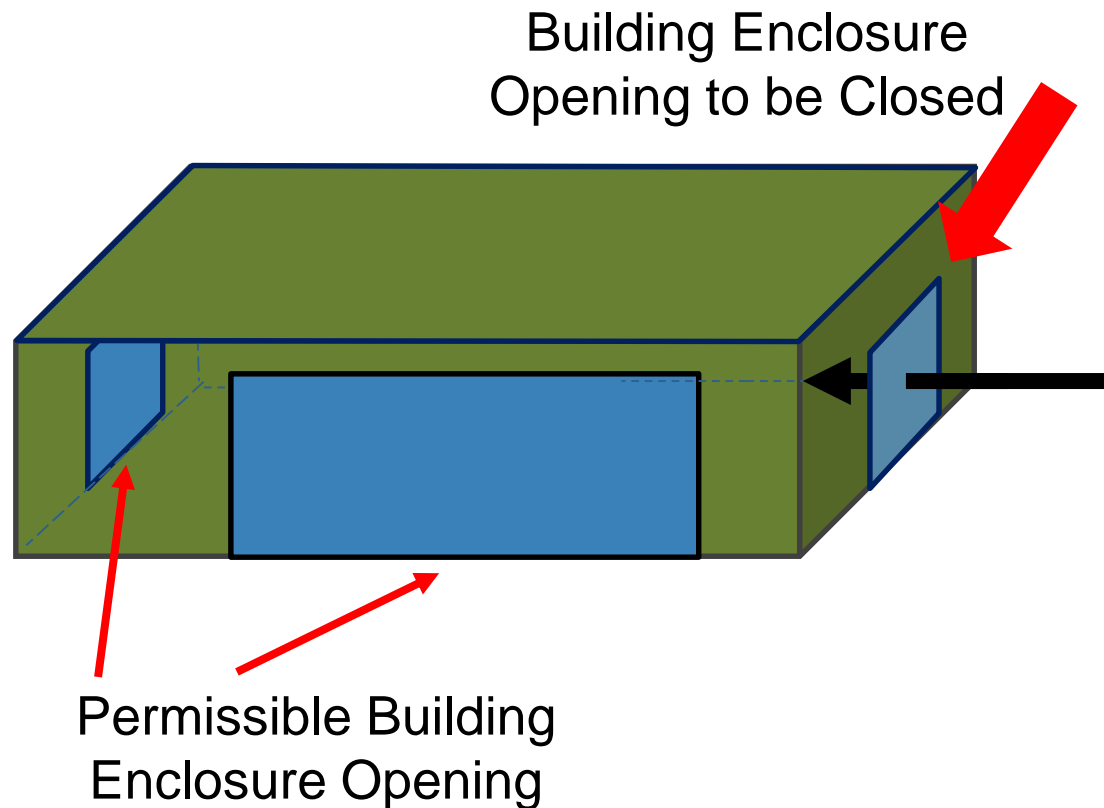 Building Enclosure
Opening to be Closed
Permissible Building
Enclosure Opening